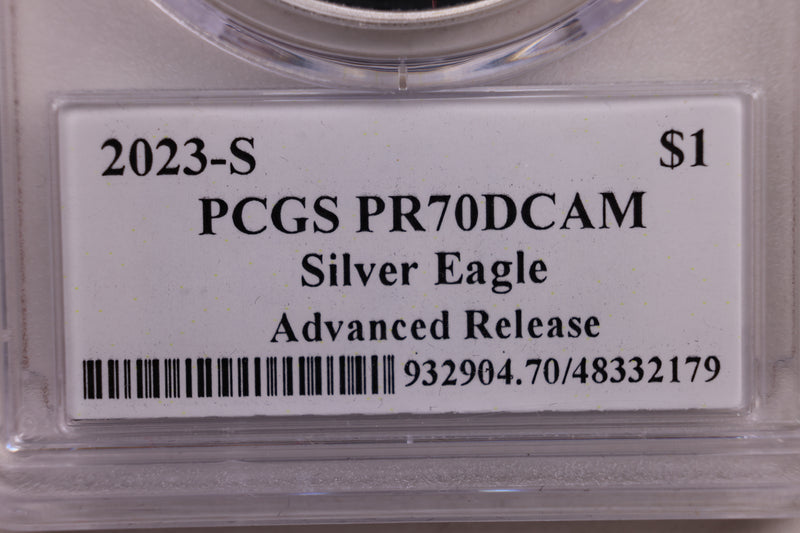 2023-S $1
PCGS PR70DCAM
Silver Eagle
Advanced Release
932904.70/48332179